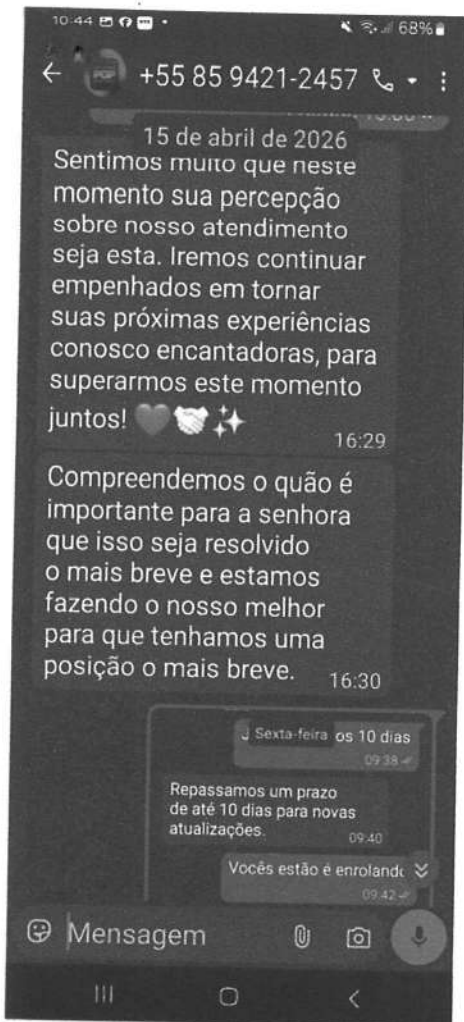 10:44 68%
+55 85 9421-2457
15 de abril de 2026
Sentimos muito que neste
momento sua percepção
sobre nosso atendimento
seja esta. Iremos continuar
empenhados em tornar
suas próximas experiências
conosco encantadoras, para
superarmos este momento
juntos!
16:29
Compreendemos o quão é
importante para a senhora
que isso seja resolvido
o mais breve e estamos
fazendo o nosso melhor
para que tenhamos uma
posição o mais breve.
16:30
Sexta-feira os 10 dias
09:38
Repassamos um prazo
de até 10 dias para novas
atualizações.
09:40
Vocês estão é enrolando
09:42
Mensagem